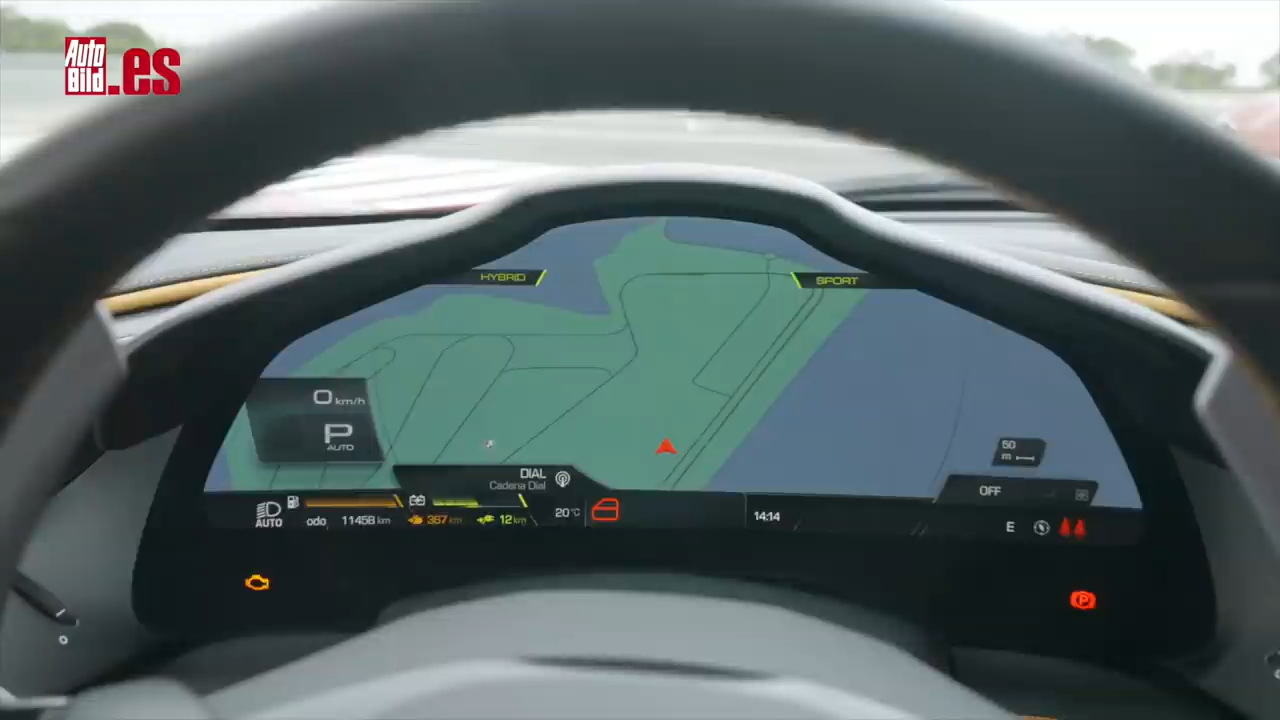 Auto
Bild
.es
HYBRID
SPORT
0 km/h
P
AUTO
50
m
DIAL
Cadena Dial
OFF
AUTO
odo
11458 km
367 km
12 km
20°C
14:14
E
P